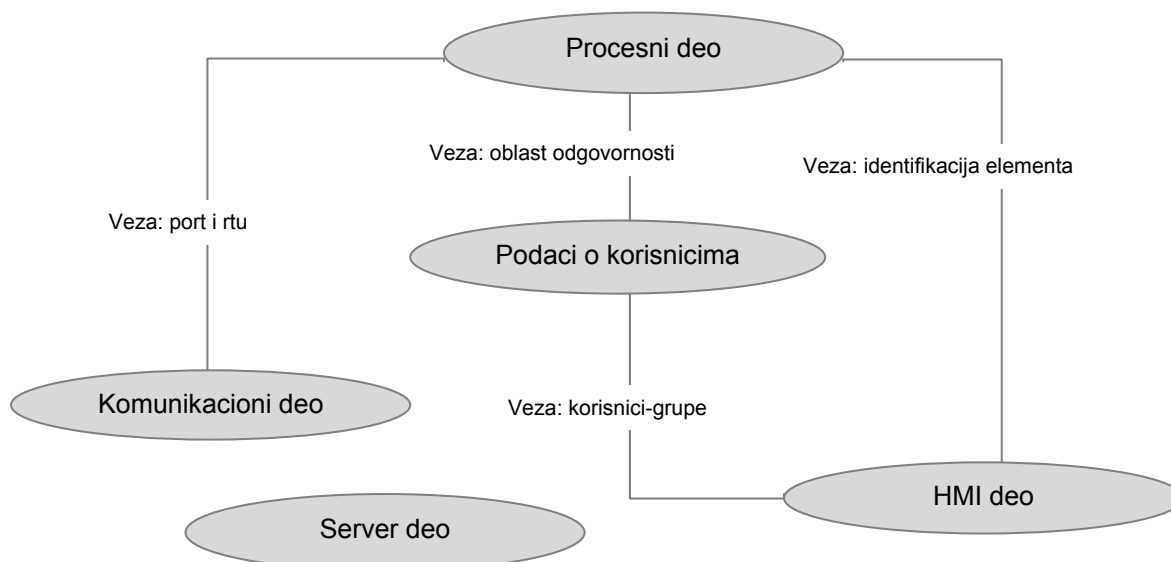 Procesni deo
Veza: oblast odgovornosti
Veza: identifikacija elementa
Veza: port i rtu
Podaci o korisnicima
Komunikacioni deo
Veza: korisnici-grupe
HMI deo
Server deo